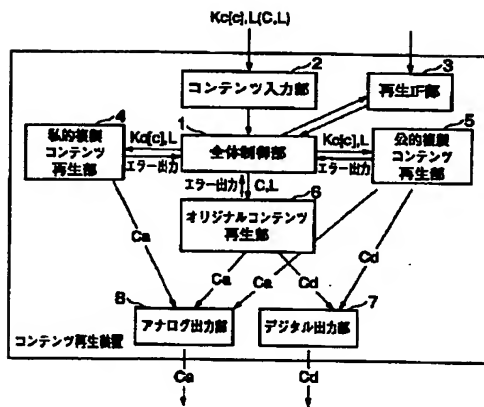 Kc[c],L(C,L)
2
コンテンツ入力部
3
再生IF部
4
私的複製
コンテンツ
再生部
Kc[c],L
エラー出力
1
全体制御部
Kc[c],L
エラー出力
5
公的複製
コンテンツ
再生部
エラー出力
C,L
6
オリジナルコンテンツ
再生部
Ca
Ca
Ca
Cd
Cd
8
アナログ出力部
7
デジタル出力部
コンテンツ再生装置
Ca
Cd